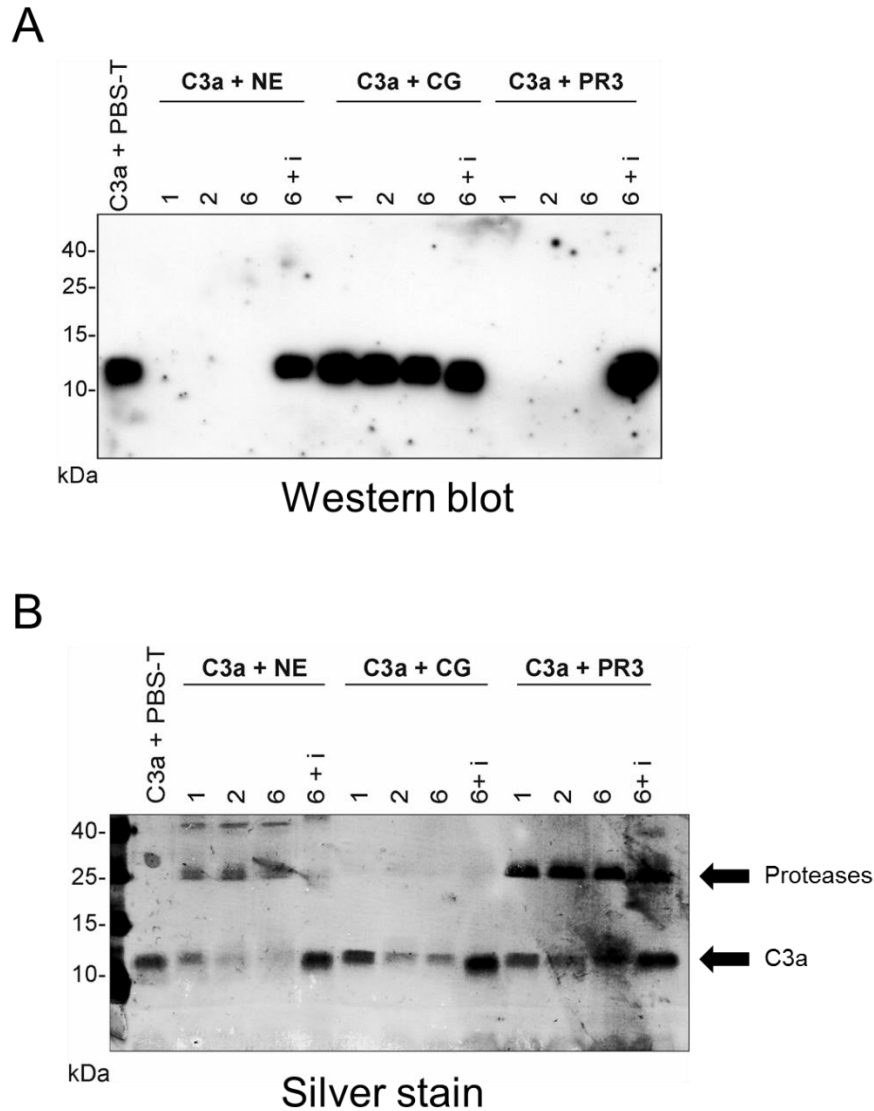 A
C3a + PBS-T
C3a + NE
C3a + CG
C3a + PR3
1 2 6 6 + i 1 2 6 6 + i 1 2 6 6 + i
40-
25-
15-
10-
kDa
Western blot
B
C3a + PBS-T
C3a + NE
C3a + CG
C3a + PR3
1 2 6 6 + i 1 2 6 6+ i 1 2 6 6+ i
40-
25-
Proteases
15-
10-
C3a
kDa
Silver stain